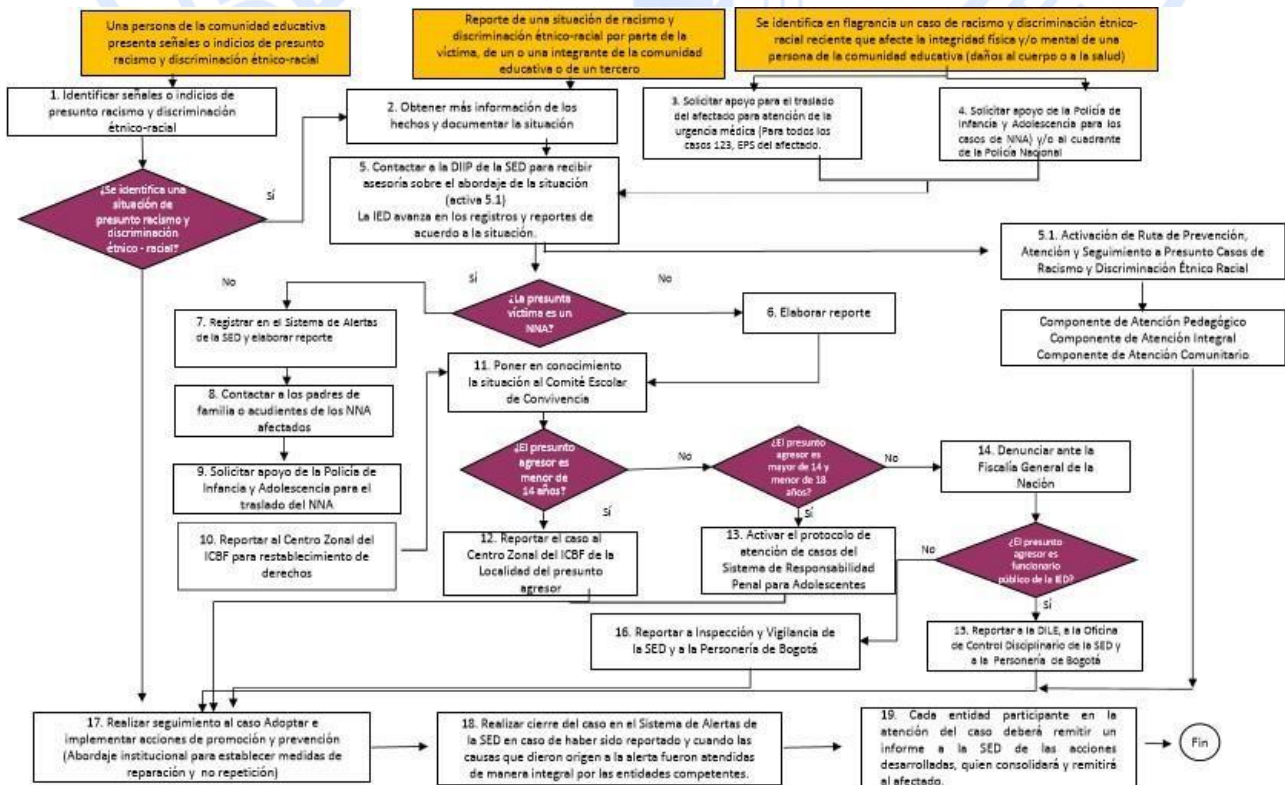 Una persona de la comunidad educativa
presenta señales o indicios de presunto
racismo y discriminación étnico-racial
Reporte de una situación de racismo y
discriminación étnico-racial por parte de la
víctima, de un o una integrante de la comunidad
educativa o de un tercero
Se identifica en flagrancia un caso de racismo y discriminación étnico-
racial reciente que afecte la integridad física y/o mental de una
persona de la comunidad educativa (daños al cuerpo o a la salud)
1. Identificar señales o indicios de
presunto racismo y discriminación
étnico-racial
2. Obtener más información de los
hechos y documentar la situación
3. Solicitar apoyo para el traslado
del afectado para atención de la
urgencia médica (Para todos los
casos 123, EPS del afectado.
4. Solicitar apoyo de la Policía de
Infancia y Adolescencia para los
casos de NNA) y/o al cuadrante
de la Policía Nacional
¿Se identifica una
situación de
presunto racismo y
discriminación
étnico - racial?
Sí
5. Contactar a la DIIP de la SED para recibir
asesoría sobre el abordaje de la situación
(activa 5.1)
La IED avanza en los registros y reportes de
acuerdo a la situación.
5.1. Activación de Ruta de Prevención,
Atención y Seguimiento a Presunto Casos de
Racismo y Discriminación Étnico Racial
No
Sí
No
¿La presunta
víctima es un
NNA?
6. Elaborar reporte
7. Registrar en el Sistema de Alertas
de la SED y elaborar reporte
Componente de Atención Pedagógico
Componente de Atención Integral
Componente de Atención Comunitario
11. Poner en conocimiento
la situación al Comité Escolar
de Convivencia
8. Contactar a los padres de
familia o acudientes de los NNA
afectados
9. Solicitar apoyo de la Policía de
Infancia y Adolescencia para el
traslado del NNA
¿El presunto
agresor es
menor de
14 años?
No
¿El presunto
agresor es
mayor de 14 y
menor de 18
años?
No
14. Denunciar ante la
Fiscalía General de la
Nación
Sí
Sí
10. Reportar al Centro Zonal del
ICBF para restablecimiento de
derechos
12. Reportar el caso al
Centro Zonal del ICBF de la
Localidad del presunto
agresor
13. Activar el protocolo de
atención de casos del
Sistema de Responsabilidad
Penal para Adolescentes
No
¿El presunto
agresor es
funcionario
público de la IED?
Sí
16. Reportar a Inspección y Vigilancia de
la SED y a la Personería de Bogotá
15. Reportar a la DILE, a la Oficina
de Control Disciplinario de la SED y
a la Personería de Bogotá
17. Realizar seguimiento al caso Adoptar e
implementar acciones de promoción y prevención
(Abordaje institucional para establecer medidas de
reparación y no repetición)
18. Realizar cierre del caso en el Sistema de Alertas de
la SED en caso de haber sido reportado y cuando las
causas que dieron origen a la alerta fueron atendidas
de manera integral por las entidades competentes.
19. Cada entidad participante en la
atención del caso deberá remitir un
informe a la SED de las acciones
desarrolladas, quien consolidará y remitirá
al afectado.
Fin